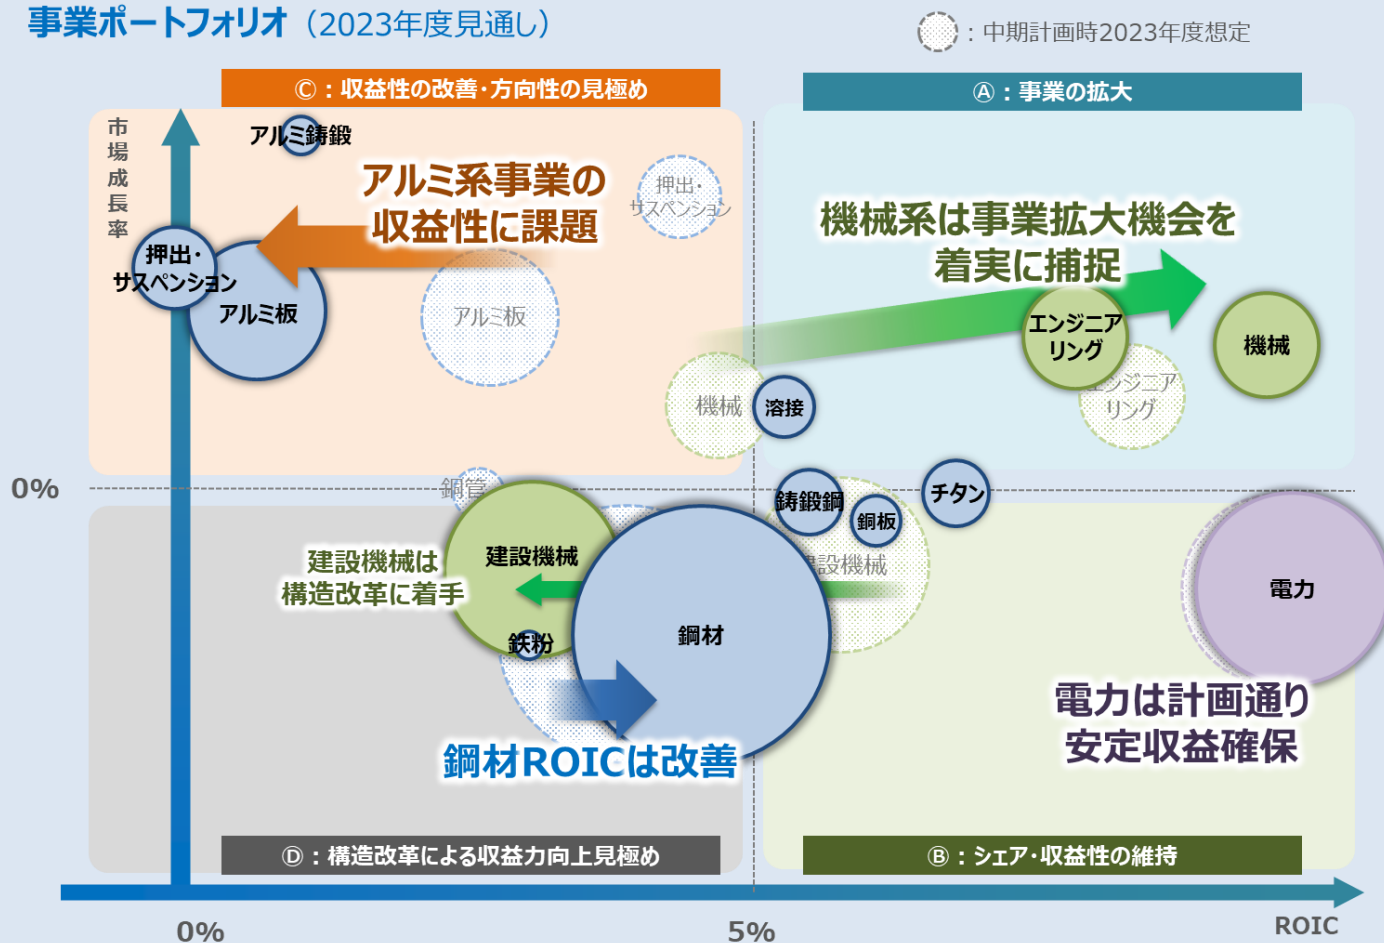 事業ポートフォリオ（2023年度見通し）
：中期計画時2023年度想定
Ⓒ：収益性の改善・方向性の見極め
Ⓐ：事業の拡大
市場成長率
アルミ鋳鍛
アルミ系事業の
収益性に課題
押出・
サスペンション
機械系は事業拡大機会を
着実に捕捉
押出・
サスペンション
アルミ板
アルミ板
エンジニア
リング
機械
機械
溶接
エンジニア
リング
0%
銅管
鋳鍛鋼
銅板
チタン
建設機械は
構造改革に着手
建設機械
建設機械
電力
鉄粉
鋼材
電力は計画通り
安定収益確保
鋼材ROICは改善
Ⓓ：構造改革による収益力向上見極め
Ⓑ：シェア・収益性の維持
0%
5%
ROIC